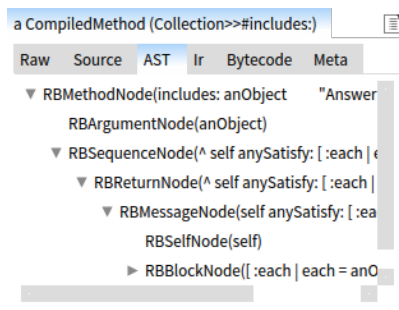 a CompiledMethod (Collection>>#includes:)
Raw Source AST Ir Bytecode Meta
▼ RBMethodNode(includes: anObject "Answer
RBArgumentNode(anObject)
▼ RBSequenceNode(^ self anySatisfy: [ :each | e
▼ RBReturnNode(^ self anySatisfy: [ :each |
▼ RBMessageNode(self anySatisfy: [ :ea
RBSelfNode(self)
▶ RBBlockNode([ :each | each = anO